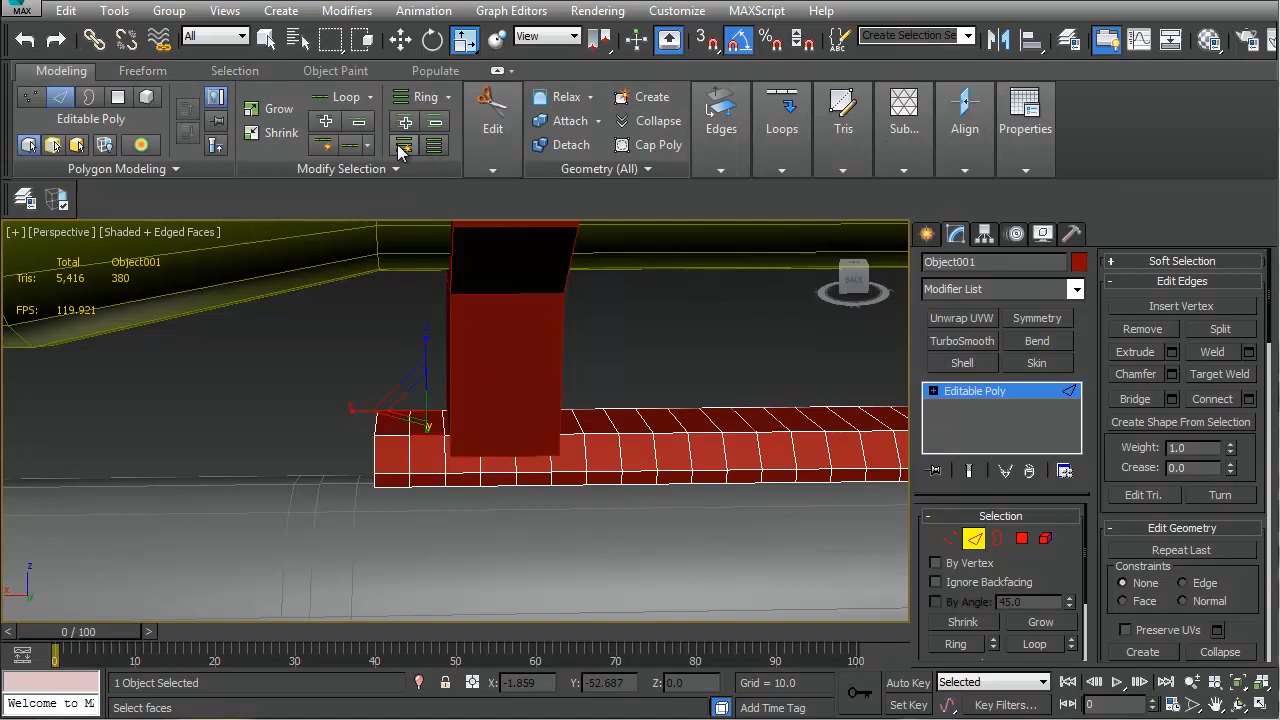 MAX
Edit Tools Group Views Create Modifiers Animation Graph Editors Rendering Customize MAXScript Help
All View 3 Create Selection Se
Modeling Freeform Selection Object Paint Populate
Loop Ring
Grow
Shrink
Editable Poly
Polygon Modeling
Modify Selection
Edit
Relax Create
Attach Collapse
Detach Cap Poly
Geometry (All)
Edges Loops Tris Sub... Align Properties
[+] [Perspective] [Shaded + Edged Faces]
Total Object001
Tris: 5,416 380
FPS: 119.921
BACK
y
z
x
Object001
Modifier List
Unwrap UVW Symmetry
TurboSmooth Bend
Shell Skin
Editable Poly
Selection
By Vertex
Ignore Backfacing
By Angle: 45.0
Shrink Grow
Ring Loop
Soft Selection
Edit Edges
Insert Vertex
Remove Split
Extrude Weld
Chamfer Target Weld
Bridge Connect
Create Shape From Selection
Weight: 1.0
Crease: 0.0
Edit Tri. Turn
Edit Geometry
Repeat Last
Constraints
None Edge
Face Normal
Preserve UVs
Create Collapse
0 / 100
0 10 20 30 40 50 60 70 80 90 100
1 Object Selected X: -1.859 Y: -52.687 Z: 0.0 Grid = 10.0 Auto Key Selected
Welcome to M Select faces Add Time Tag Set Key Key Filters... 0